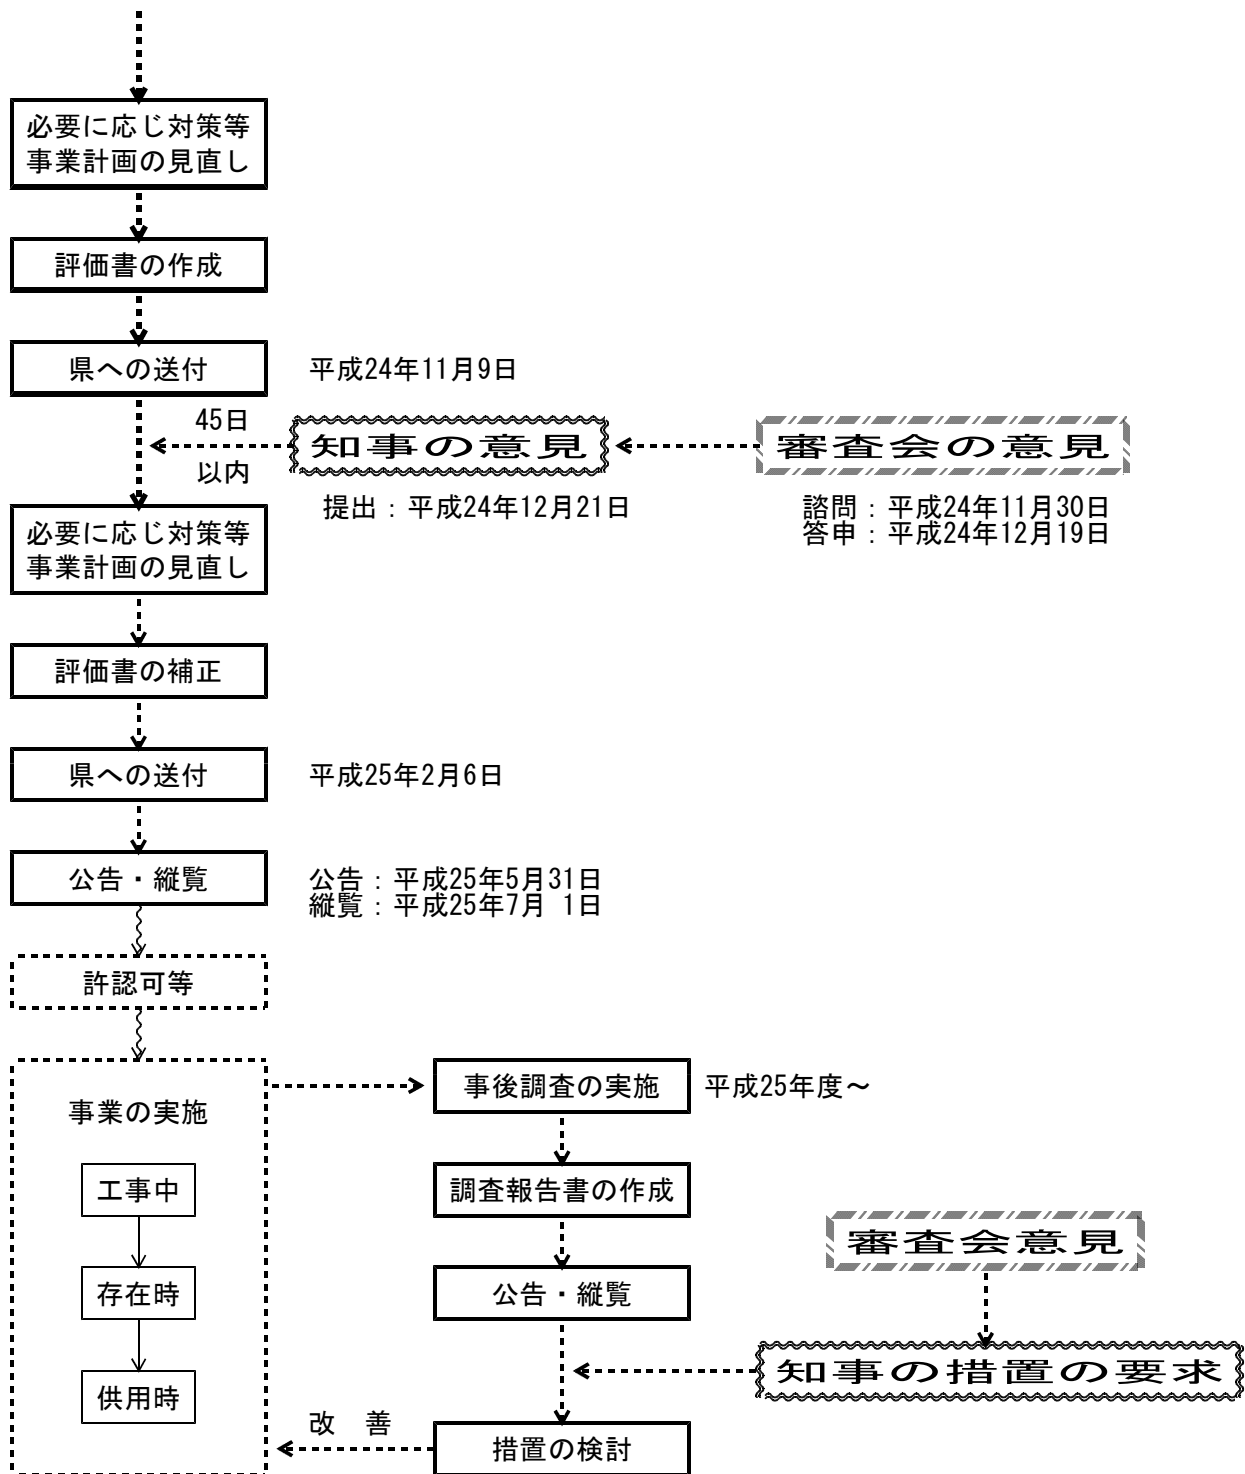 必要に応じ対策等
事業計画の見直し
評価書の作成
県への送付
平成24年11月9日
45日
以内
知事の意見
審査会の意見
提出：平成24年12月21日
諮問：平成24年11月30日
答申：平成24年12月19日
必要に応じ対策等
事業計画の見直し
評価書の補正
県への送付
平成25年2月6日
公告・縦覧
公告：平成25年5月31日
縦覧：平成25年7月 1日
許認可等
事業の実施
工事中
存在時
供用時
事後調査の実施
平成25年度～
調査報告書の作成
審査会意見
公告・縦覧
知事の措置の要求
改　善
措置の検討